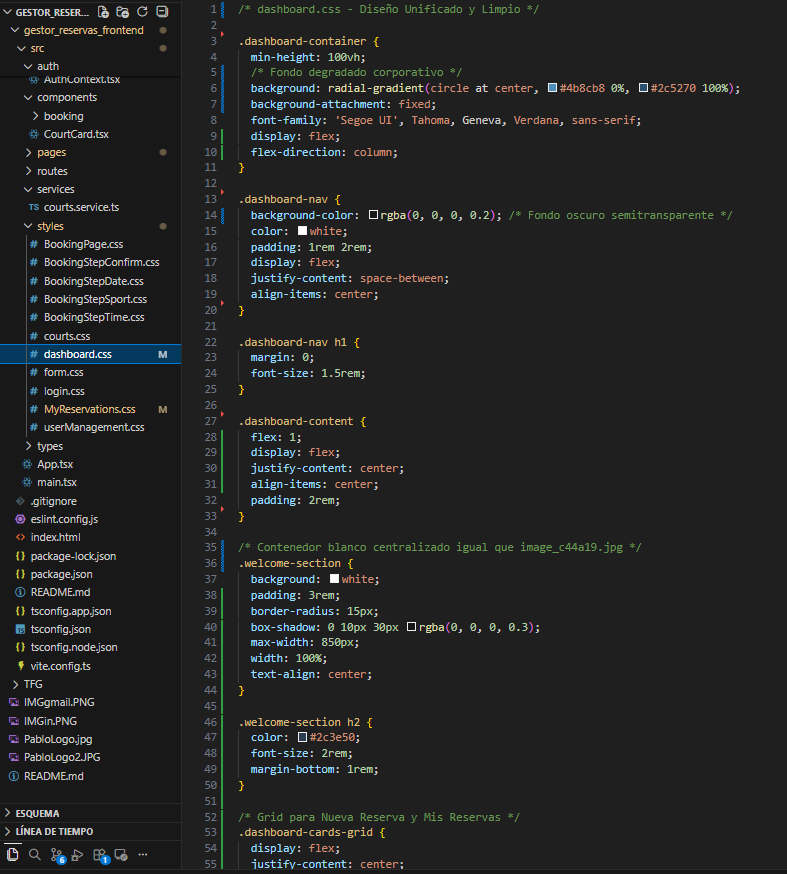 GESTOR_RESER...
gestor_reservas_frontend
src
auth
AuthContext.tsx
components
booking
CourtCard.tsx
pages
routes
services
TS courts.service.ts
styles
# BookingPage.css
# BookingStepConfirm.css
# BookingStepDate.css
# BookingStepSport.css
# BookingStepTime.css
# courts.css
# dashboard.css M
# form.css
# login.css
# MyReservations.css M
# userManagement.css
types
App.tsx
main.tsx
.gitignore
eslint.config.js
<> index.html
{} package-lock.json
{} package.json
README.md
{} tsconfig.app.json
TS tsconfig.json
{} tsconfig.node.json
vite.config.ts
TFG
IMGgmail.PNG
IMGin.PNG
PabloLogo.jpg
PabloLogo2.JPG
README.md
ESQUEMA
LÍNEA DE TIEMPO
6 1 ...
1 /* dashboard.css - Diseño Unificado y Limpio */
2
3 .dashboard-container {
4 min-height: 100vh;
5 /* Fondo degradado corporativo */
6 background: radial-gradient(circle at center, #4b8cb8 0%, #2c5270 100%);
7 background-attachment: fixed;
8 font-family: 'Segoe UI', Tahoma, Geneva, Verdana, sans-serif;
9 display: flex;
10 flex-direction: column;
11 }
12
13 .dashboard-nav {
14 background-color: rgba(0, 0, 0, 0.2); /* Fondo oscuro semitransparente */
15 color: white;
16 padding: 1rem 2rem;
17 display: flex;
18 justify-content: space-between;
19 align-items: center;
20 }
21
22 .dashboard-nav h1 {
23 margin: 0;
24 font-size: 1.5rem;
25 }
26
27 .dashboard-content {
28 flex: 1;
29 display: flex;
30 justify-content: center;
31 align-items: center;
32 padding: 2rem;
33 }
34
35 /* Contenedor blanco centralizado igual que image_c44a19.jpg */
36 .welcome-section {
37 background: white;
38 padding: 3rem;
39 border-radius: 15px;
40 box-shadow: 0 10px 30px rgba(0, 0, 0, 0.3);
41 max-width: 850px;
42 width: 100%;
43 text-align: center;
44 }
45
46 .welcome-section h2 {
47 color: #2c3e50;
48 font-size: 2rem;
49 margin-bottom: 1rem;
50 }
51
52 /* Grid para Nueva Reserva y Mis Reservas */
53 .dashboard-cards-grid {
54 display: flex;
55 justify-content: center;